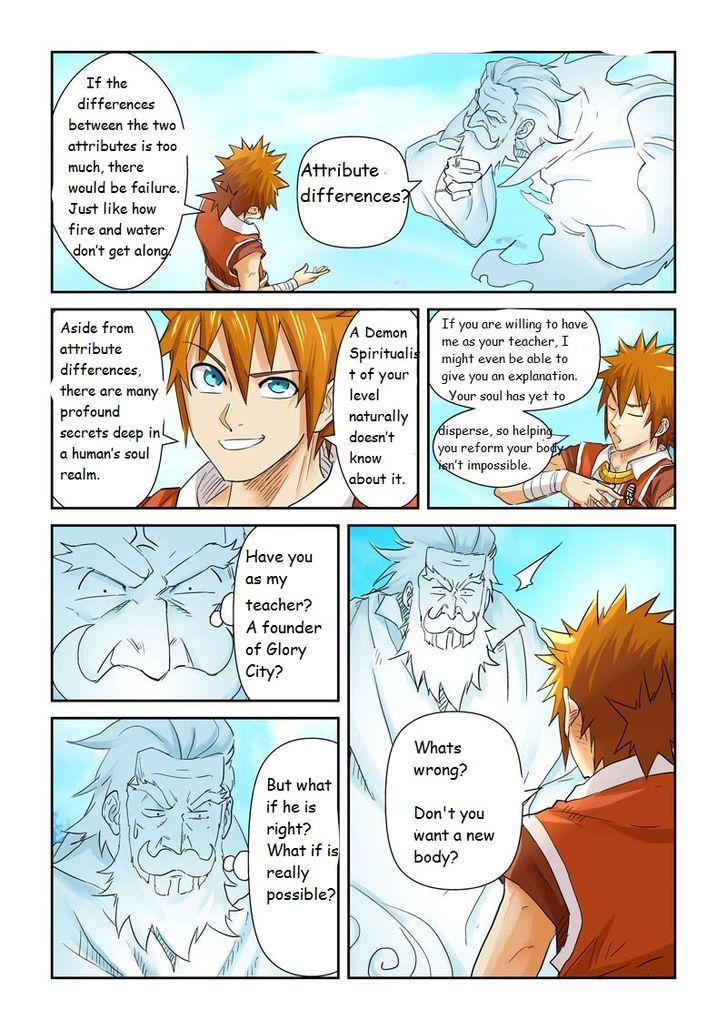 If the
differences
between the two
attributes is too
much, there
would be failure.
Just like how
fire and water
don't get along.
Attribute
differences?
Aside from
attribute
differences,
there are many
profound
secrets deep in
a human's soul
realm.
A Demon
Spiritualis
t of your
level
naturally
doesn't
know
about it.
If you are willing to have
me as your teacher, I
might even be able to
give you an explanation.
Your soul has yet to
disperse, so helping
you reform your body
isn't impossible.
Have you
as my
teacher?
A founder
of Glory
City?
But what
if he is
right?
What if is
really
possible?
Whats
wrong?
Don't you
want a new
body?